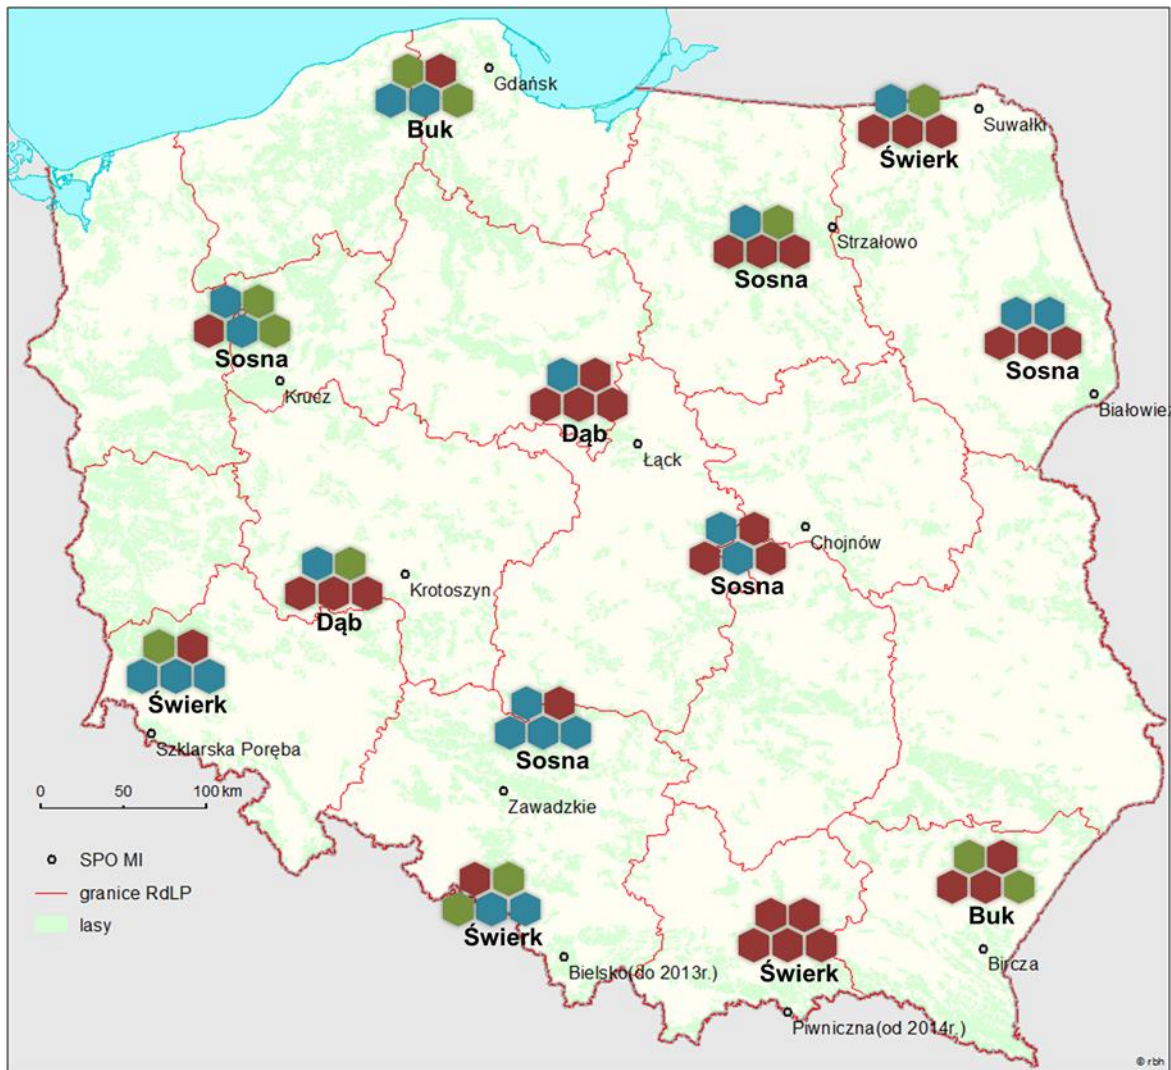 Gdańsk
Buk
Suwałki
Świerk
Strzałowo
Sosna
Sosna
Sosna
Krucz
Białowież
Dąb
Łąck
Chojnów
Sosna
Krotoszyn
Dąb
Świerk
Szklarska Poręba
Sosna
Zawadzkie
0 50 100 km
SPO MI
granice RdLP
lasy
Buk
Bircza
Świerk
Bielsko(do 2013r.)
Świerk
Piwniczna(od 2014r.)
© rbh